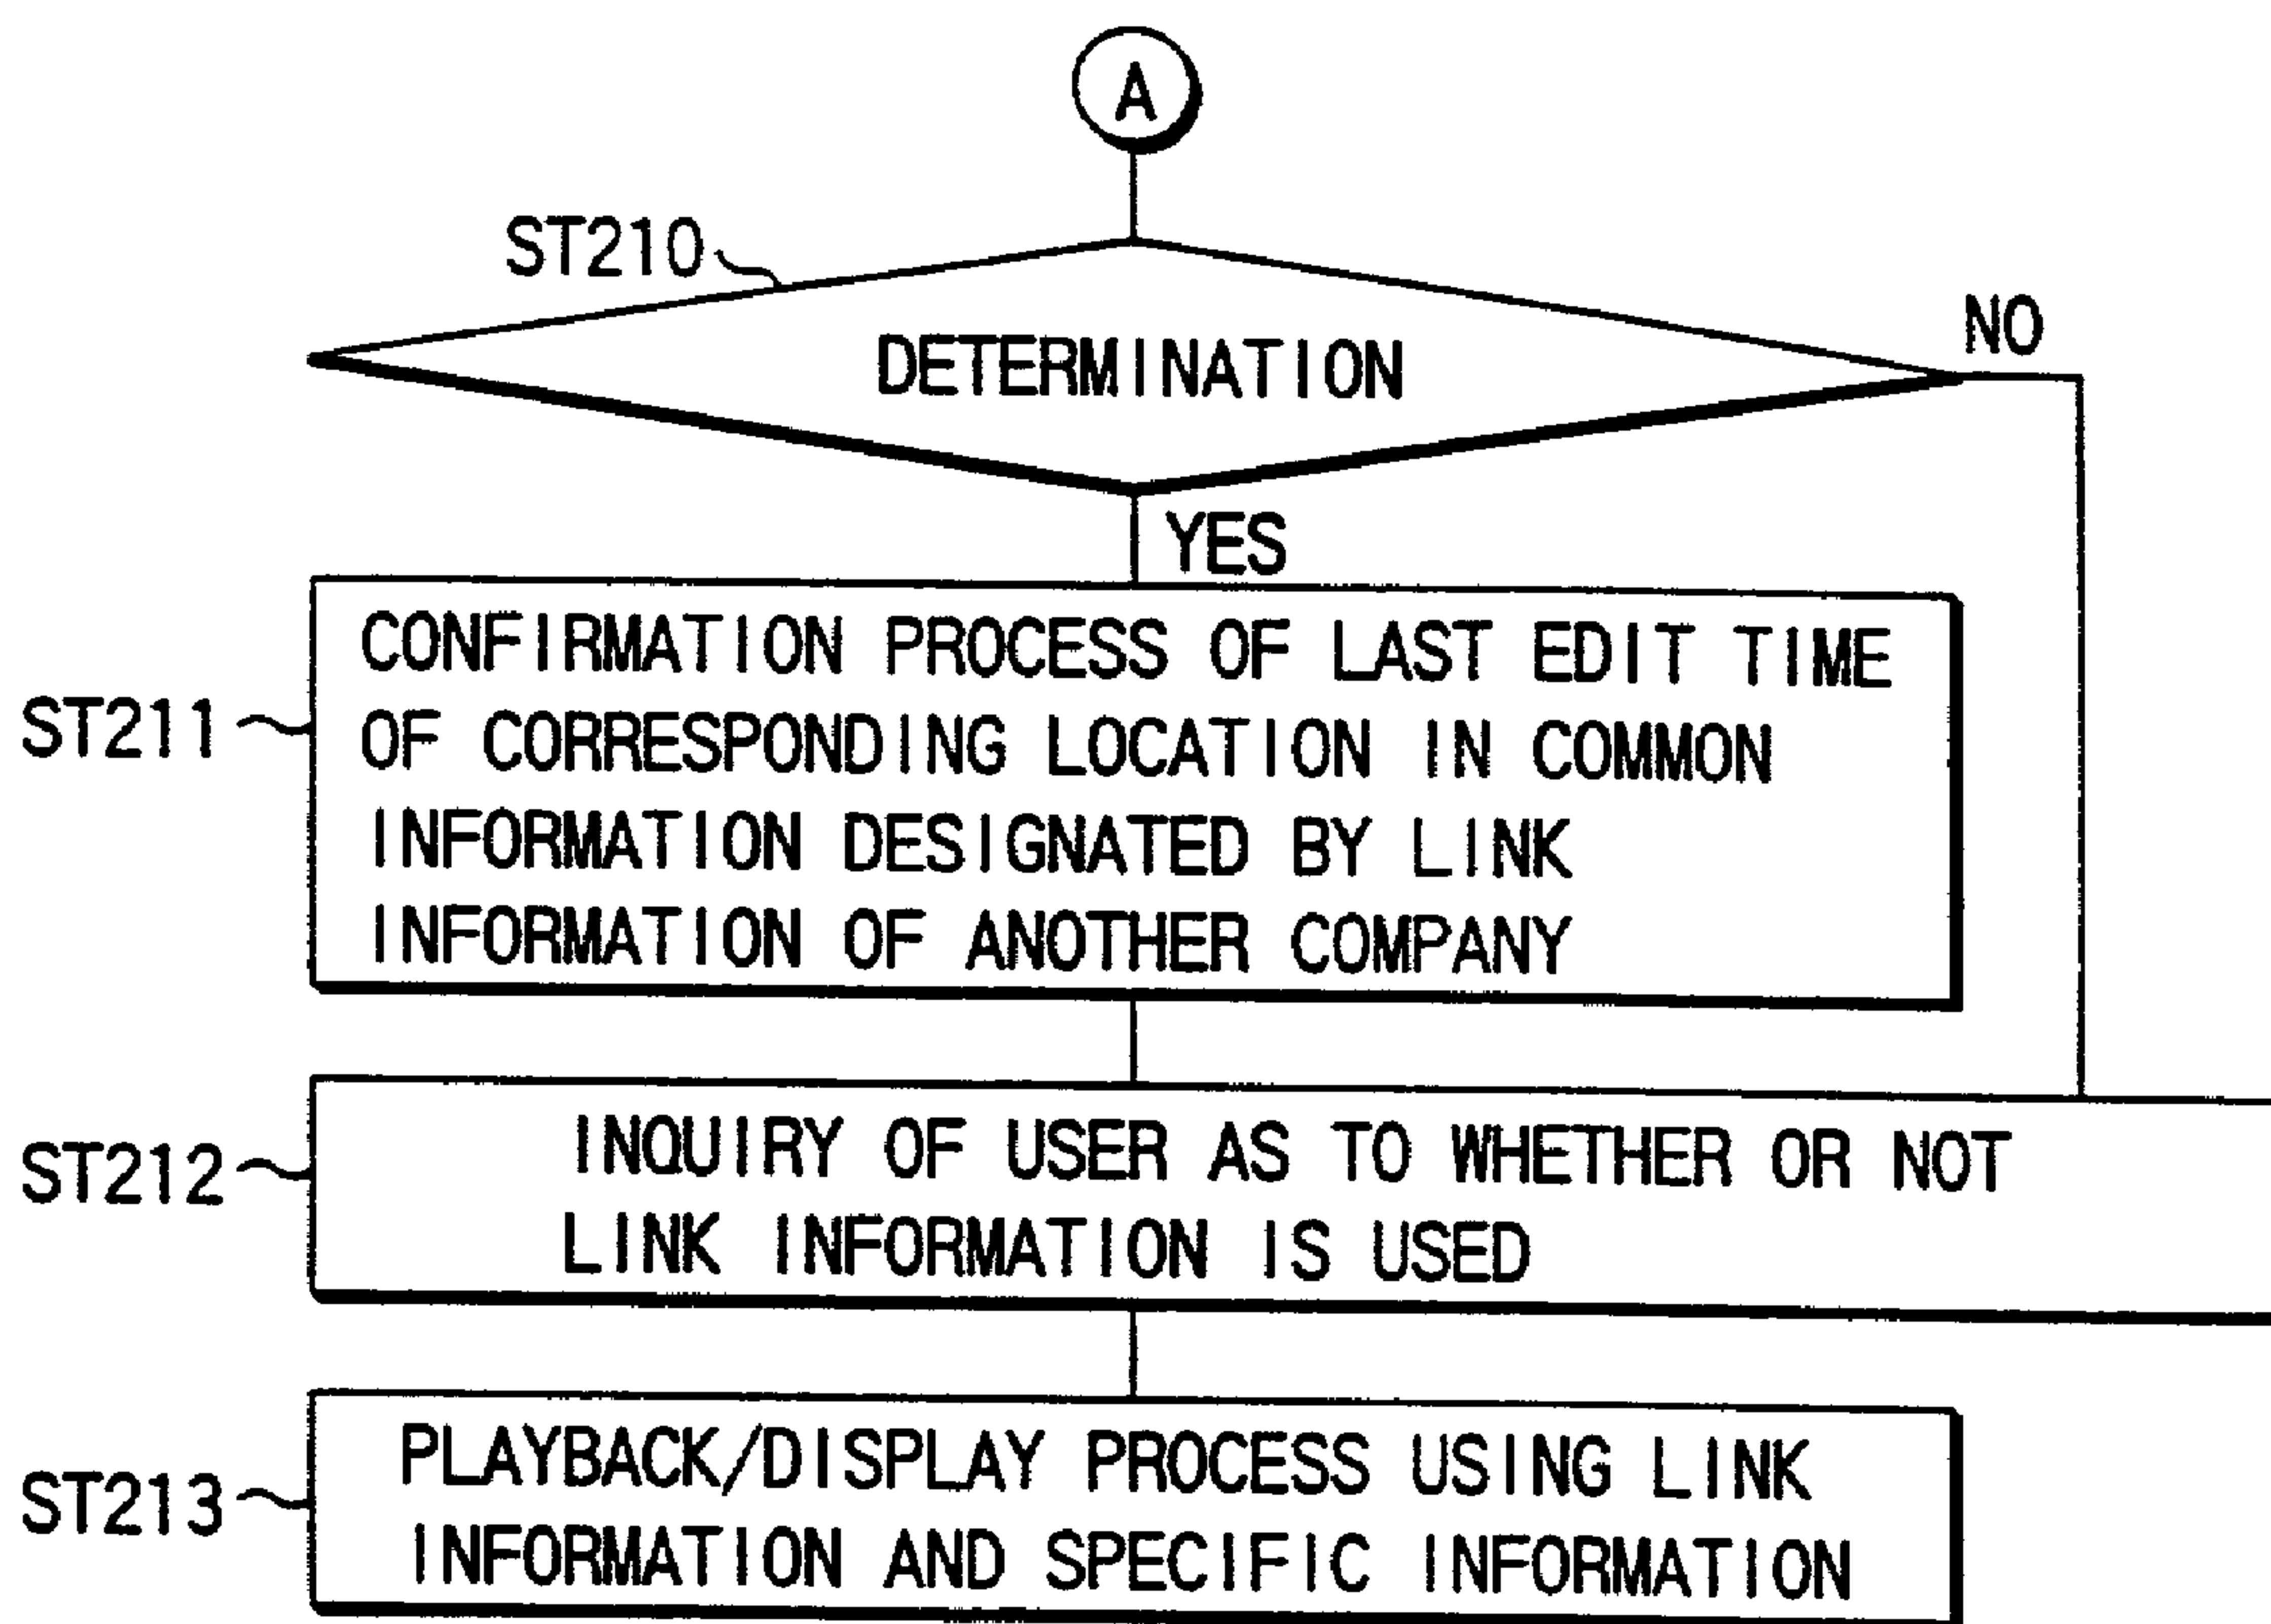 A
ST210
DETERMINATION
NO
YES
ST211
CONFIRMATION PROCESS OF LAST EDIT TIME
OF CORRESPONDING LOCATION IN COMMON
INFORMATION DESIGNATED BY LINK
INFORMATION OF ANOTHER COMPANY
ST212
INQUIRY OF USER AS TO WHETHER OR NOT
LINK INFORMATION IS USED
ST213
PLAYBACK/DISPLAY PROCESS USING LINK
INFORMATION AND SPECIFIC INFORMATION